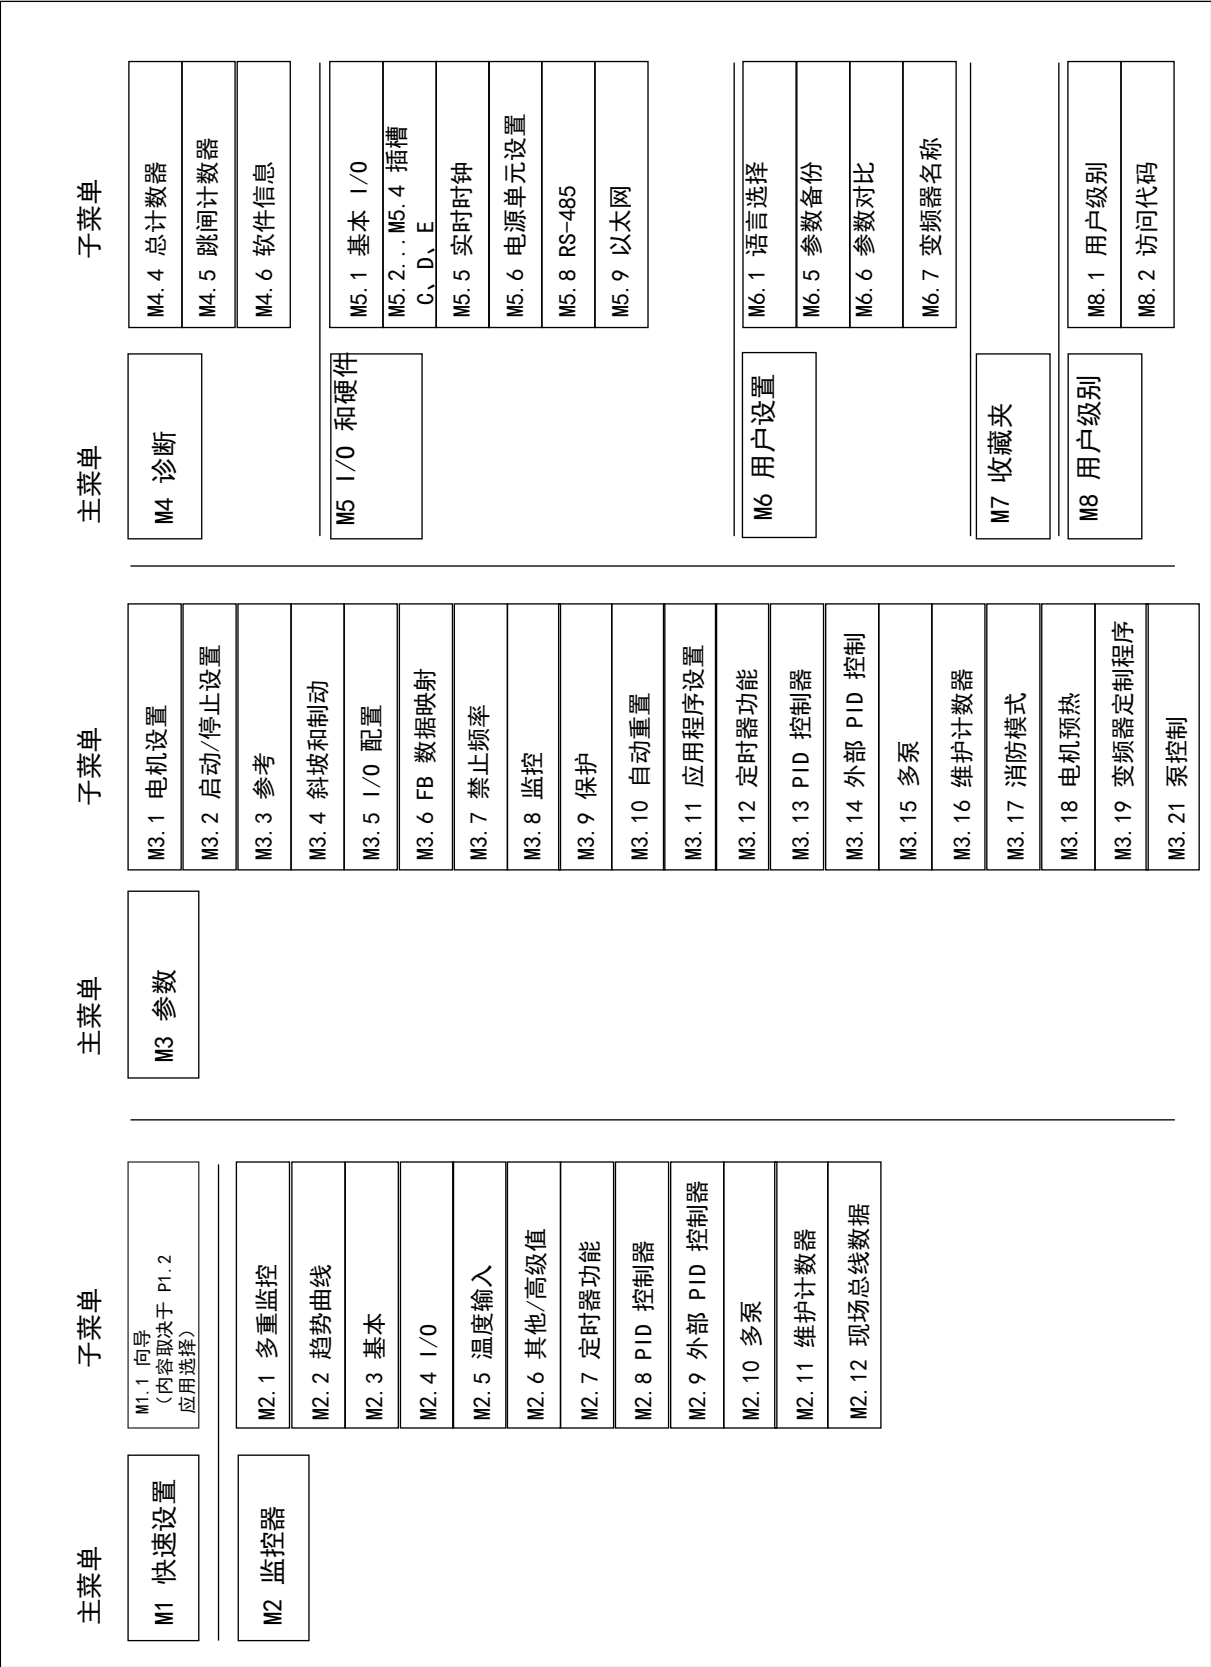 主菜单
子菜单
M1 快速设置
M1.1 向导
(内容取决于 P1.2
应用选择)
M2 监控器
M2.1 多重监控
M2.2 趋势曲线
M2.3 基本
M2.4 I/O
M2.5 温度输入
M2.6 其他/高级值
M2.7 定时器功能
M2.8 PID 控制器
M2.9 外部 PID 控制器
M2.10 多泵
M2.11 维护计数器
M2.12 现场总线数据
主菜单
子菜单
M3 参数
M3.1 电机设置
M3.2 启动/停止设置
M3.3 参考
M3.4 斜坡和制动
M3.5 I/O 配置
M3.6 FB 数据映射
M3.7 禁止频率
M3.8 监控
M3.9 保护
M3.10 自动重置
M3.11 应用程序设置
M3.12 定时器功能
M3.13 PID 控制器
M3.14 外部 PID 控制
M3.15 多泵
M3.16 维护计数器
M3.17 消防模式
M3.18 电机预热
M3.19 变频器定制程序
M3.21 泵控制
主菜单
子菜单
M4 诊断
M4.4 总计数器
M4.5 跳闸计数器
M4.6 软件信息
M5 I/O 和硬件
M5.1 基本 I/O
M5.2...M5.4 插槽
C、D、E
M5.5 实时时钟
M5.6 电源单元设置
M5.8 RS-485
M5.9 以太网
M6 用户设置
M6.1 语言选择
M6.5 参数备份
M6.6 参数对比
M6.7 变频器名称
M7 收藏夹
M8 用户级别
M8.1 用户级别
M8.2 访问代码